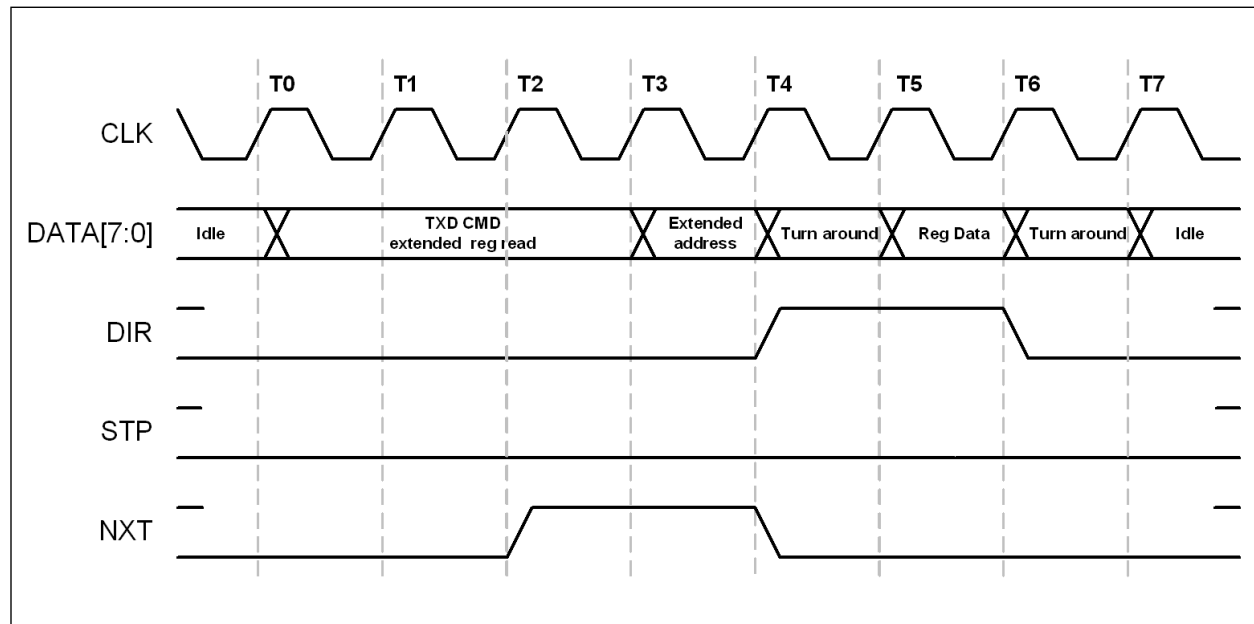 T0 T1 T2 T3 T4 T5 T6 T7
CLK
DATA[7:0]
Idle
TXD CMD
extended reg read
Extended
address
Turn around
Reg Data
Turn around
Idle
DIR
STP
NXT